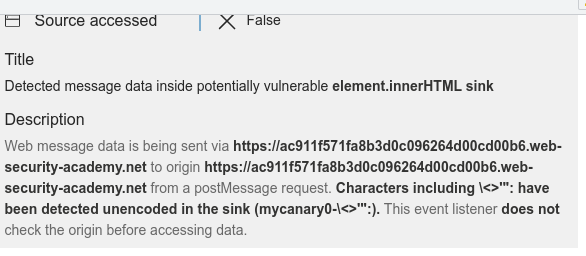 Source accessed False
Title
Detected message data inside potentially vulnerable element.innerHTML sink
Description
Web message data is being sent via https://ac911f571fa8b3d0c096264d00cd00b6.web-
security-academy.net to origin https://ac911f571fa8b3d0c096264d00cd00b6.web-
security-academy.net from a postMessage request. Characters including \<>'": have
been detected unencoded in the sink (mycanary0-\<>'":). This event listener does not
check the origin before accessing data.